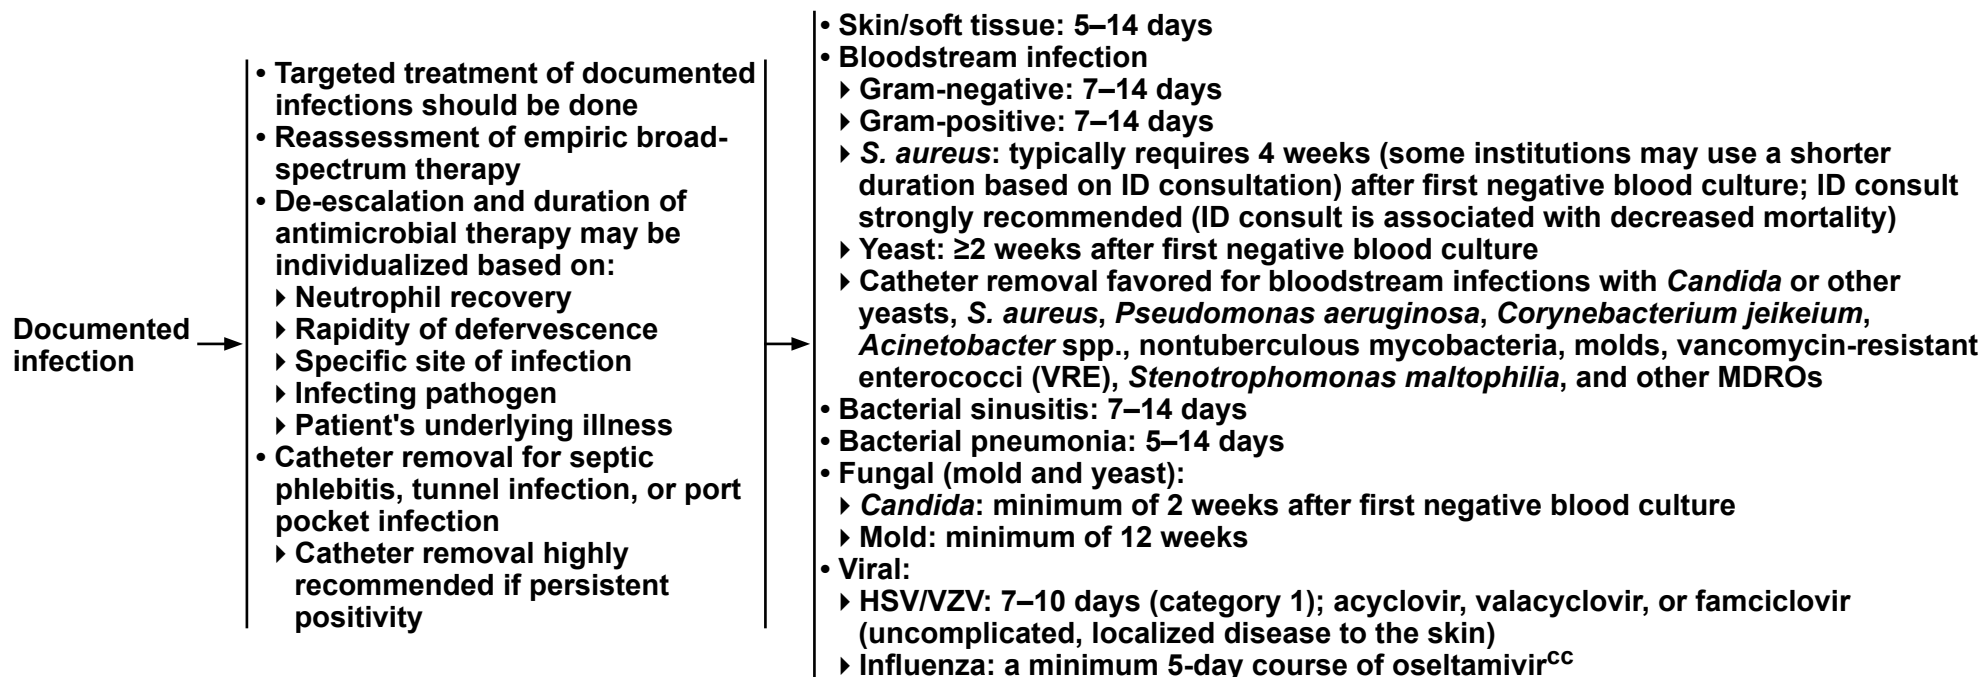 Documented
infection
• Targeted treatment of documented
infections should be done
• Reassessment of empiric broad-
spectrum therapy
• De-escalation and duration of
antimicrobial therapy may be
individualized based on:
▸ Neutrophil recovery
▸ Rapidity of defervescence
▸ Specific site of infection
▸ Infecting pathogen
▸ Patient's underlying illness
• Catheter removal for septic
phlebitis, tunnel infection, or port
pocket infection
▸ Catheter removal highly
recommended if persistent
positivity
• Skin/soft tissue: 5–14 days
• Bloodstream infection
▸ Gram-negative: 7–14 days
▸ Gram-positive: 7–14 days
▸ S. aureus: typically requires 4 weeks (some institutions may use a shorter
duration based on ID consultation) after first negative blood culture; ID consult
strongly recommended (ID consult is associated with decreased mortality)
▸ Yeast: ≥2 weeks after first negative blood culture
▸ Catheter removal favored for bloodstream infections with Candida or other
yeasts, S. aureus, Pseudomonas aeruginosa, Corynebacterium jeikeium,
Acinetobacter spp., nontuberculous mycobacteria, molds, vancomycin-resistant
enterococci (VRE), Stenotrophomonas maltophilia, and other MDROs
• Bacterial sinusitis: 7–14 days
• Bacterial pneumonia: 5–14 days
• Fungal (mold and yeast):
▸ Candida: minimum of 2 weeks after first negative blood culture
▸ Mold: minimum of 12 weeks
• Viral:
▸ HSV/VZV: 7–10 days (category 1); acyclovir, valacyclovir, or famciclovir
(uncomplicated, localized disease to the skin)
▸ Influenza: a minimum 5-day course of oseltamivir^cc